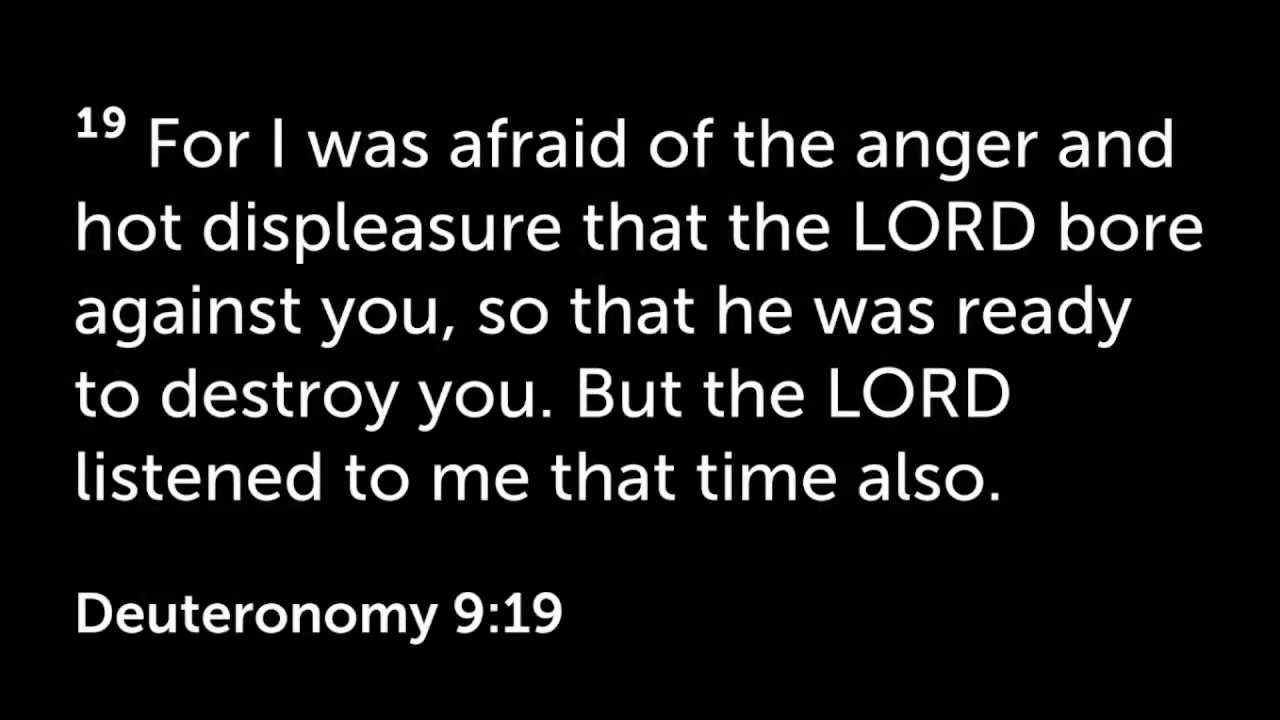 19 For I was afraid of the anger and
hot displeasure that the LORD bore
against you, so that he was ready
to destroy you. But the LORD
listened to me that time also.
Deuteronomy 9:19